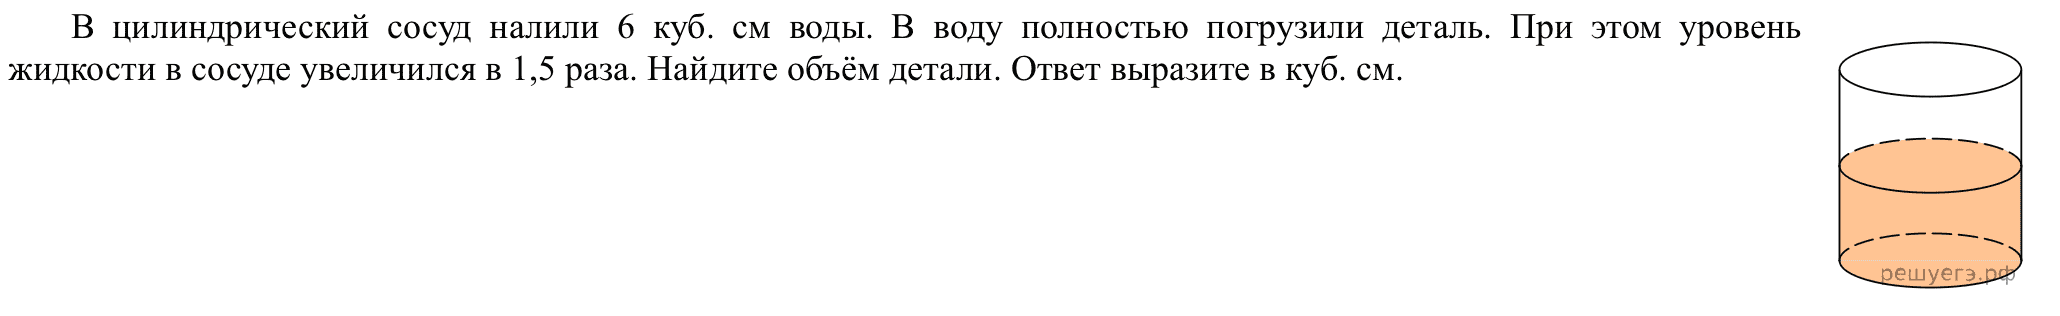 В цилиндрический сосуд налили 6 куб. см воды. В воду полностью погрузили деталь. При этом уровень
жидкости в сосуде увеличился в 1,5 раза. Найдите объём детали. Ответ выразите в куб. см.
решуегэ.рф